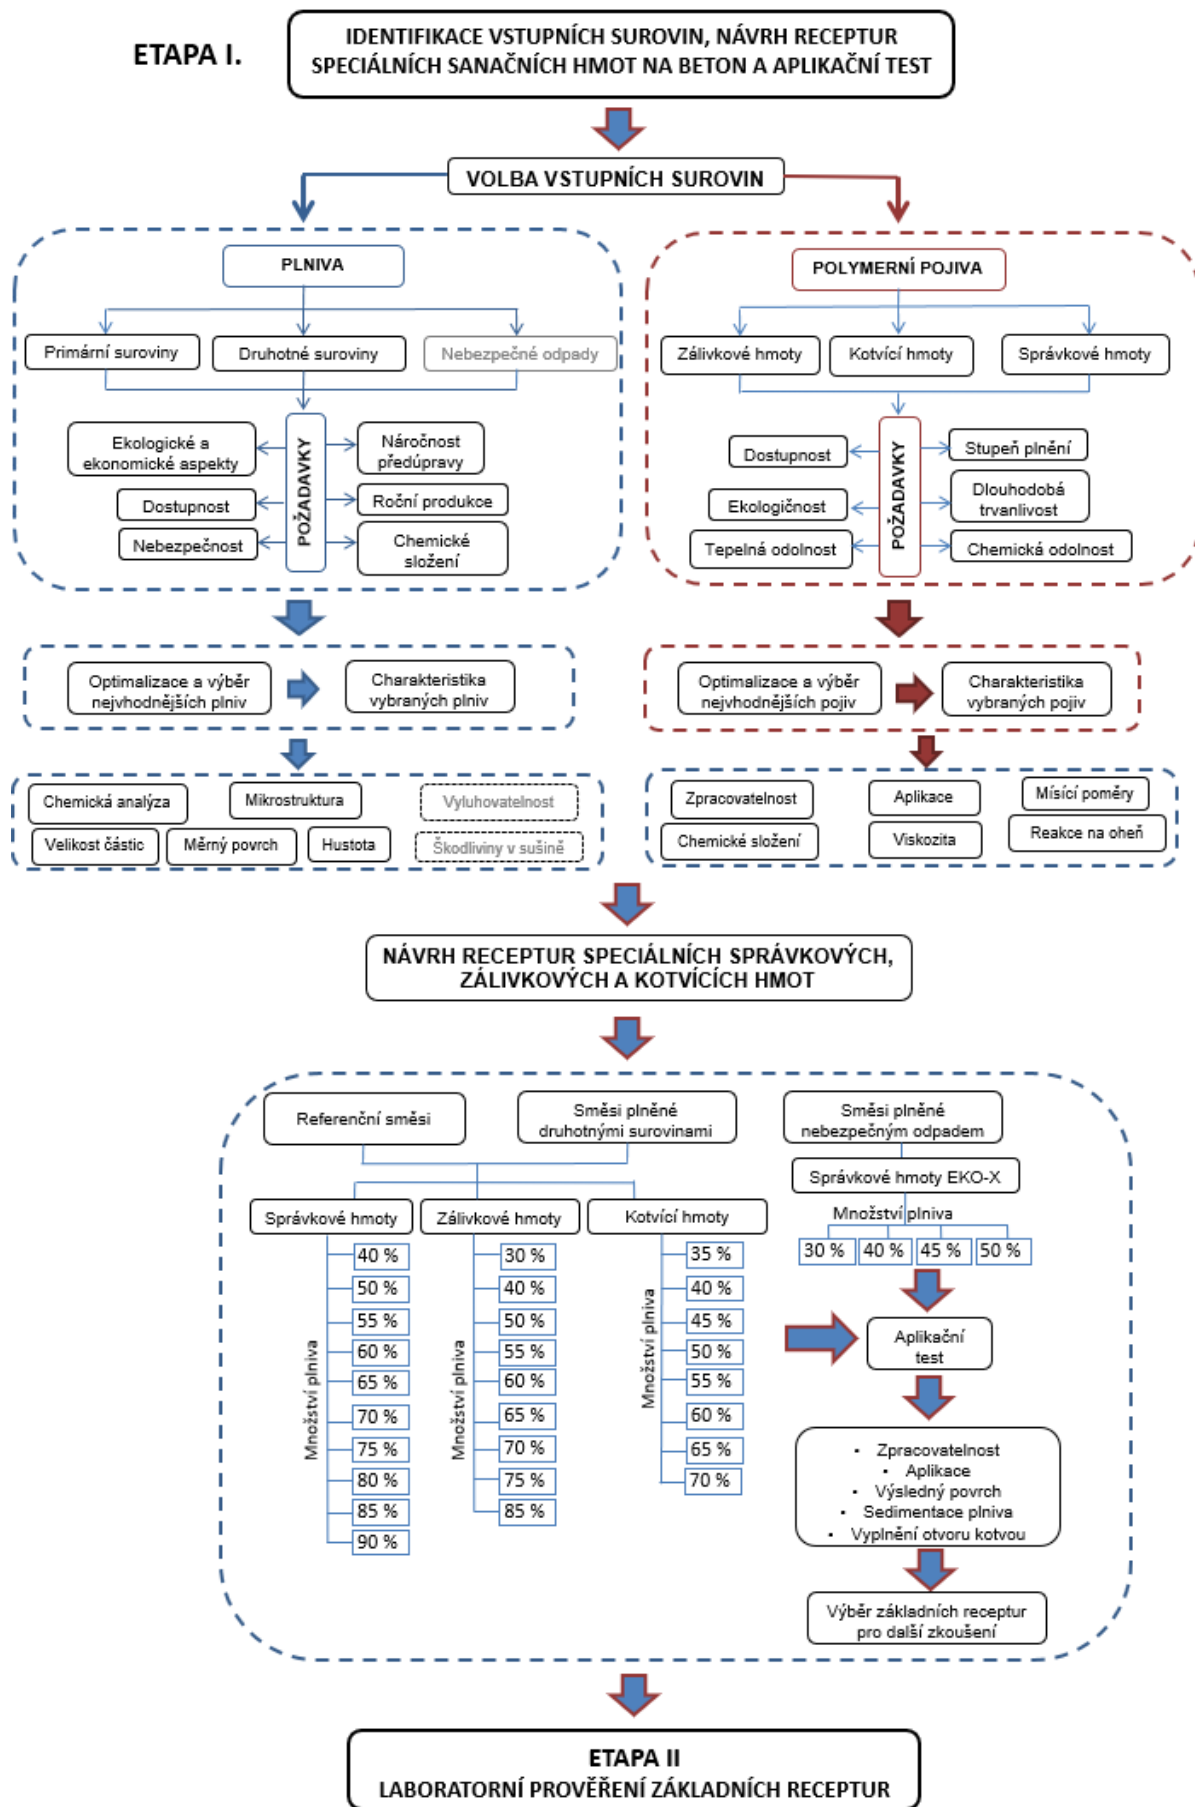 ETAPA I.
IDENTIFIKACE VSTUPNÍCH SUROVIN, NÁVRH RECEPTUR
SPECIÁLNÍCH SANAČNÍCH HMOT NA BETON A APLIKAČNÍ TEST
VOLBA VSTUPNÍCH SUROVIN
PLNIVA
Primární suroviny
Druhotné suroviny
Nebezpečné odpady
POŽADAVKY
Ekologické a
ekonomické aspekty
Náročnost
předúpravy
Dostupnost
Roční produkce
Nebezpečnost
Chemické
složení
POLYMERNÍ POJIVA
Zálivkové hmoty
Kotvící hmoty
Správkové hmoty
POŽADAVKY
Dostupnost
Stupeň plnění
Ekologičnost
Dlouhodobá
trvanlivost
Tepelná odolnost
Chemická odolnost
Optimalizace a výběr
nejvhodnějších plniv
Charakteristika
vybraných plniv
Optimalizace a výběr
nejvhodnějších pojiv
Charakteristika
vybraných pojiv
Chemická analýza
Mikrostruktura
Vyluhovatelnost
Velikost částic
Měrný povrch
Hustota
Škodliviny v sušině
Zpracovatelnost
Aplikace
Mísící poměry
Chemické složení
Viskozita
Reakce na oheň
NÁVRH RECEPTUR SPECIÁLNÍCH SPRÁVKOVÝCH,
ZÁLIVKOVÝCH A KOTVÍCÍCH HMOT
Referenční směsi
Směsi plněné
druhotnými surovinami
Směsi plněné
nebezpečným odpadem
Správkové hmoty EKO-X
Množství plniva
30 %
40 %
45 %
50 %
Správkové hmoty
Množství plniva
40 %
50 %
55 %
60 %
65 %
70 %
75 %
80 %
85 %
90 %
Zálivkové hmoty
Množství plniva
30 %
40 %
50 %
55 %
60 %
65 %
70 %
75 %
85 %
Kotvící hmoty
Množství plniva
35 %
40 %
45 %
50 %
55 %
60 %
65 %
70 %
Aplikační
test
▪ Zpracovatelnost
▪ Aplikace
▪ Výsledný povrch
▪ Sedimentace plniva
▪ Vyplnění otvoru kotvou
Výběr základních receptur
pro další zkoušení
ETAPA II
LABORATORNÍ PROVĚŘENÍ ZÁKLADNÍCH RECEPTUR